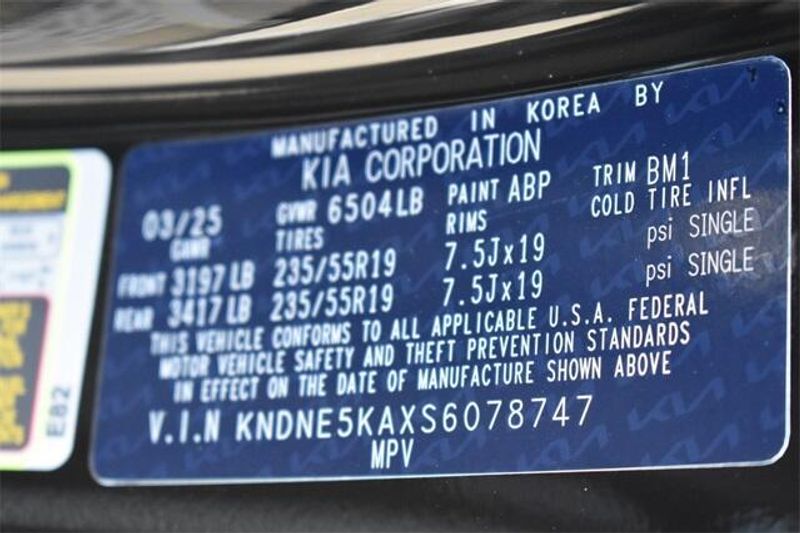 MANUFACTURED IN KOREA BY
KIA CORPORATION
03/25 GVWR 6504LB PAINT ABP TRIM BM1
GAWR TIRES RIMS COLD TIRE INFL
FRONT 3197 LB 235/55R19 7.5Jx19 psi SINGLE
REAR 3417 LB 235/55R19 7.5Jx19 psi SINGLE
THIS VEHICLE CONFORMS TO ALL APPLICABLE U.S.A. FEDERAL
MOTOR VEHICLE SAFETY AND THEFT PREVENTION STANDARDS
IN EFFECT ON THE DATE OF MANUFACTURE SHOWN ABOVE
V.I.N KNDNE5KAXS6078747
MPV
E82